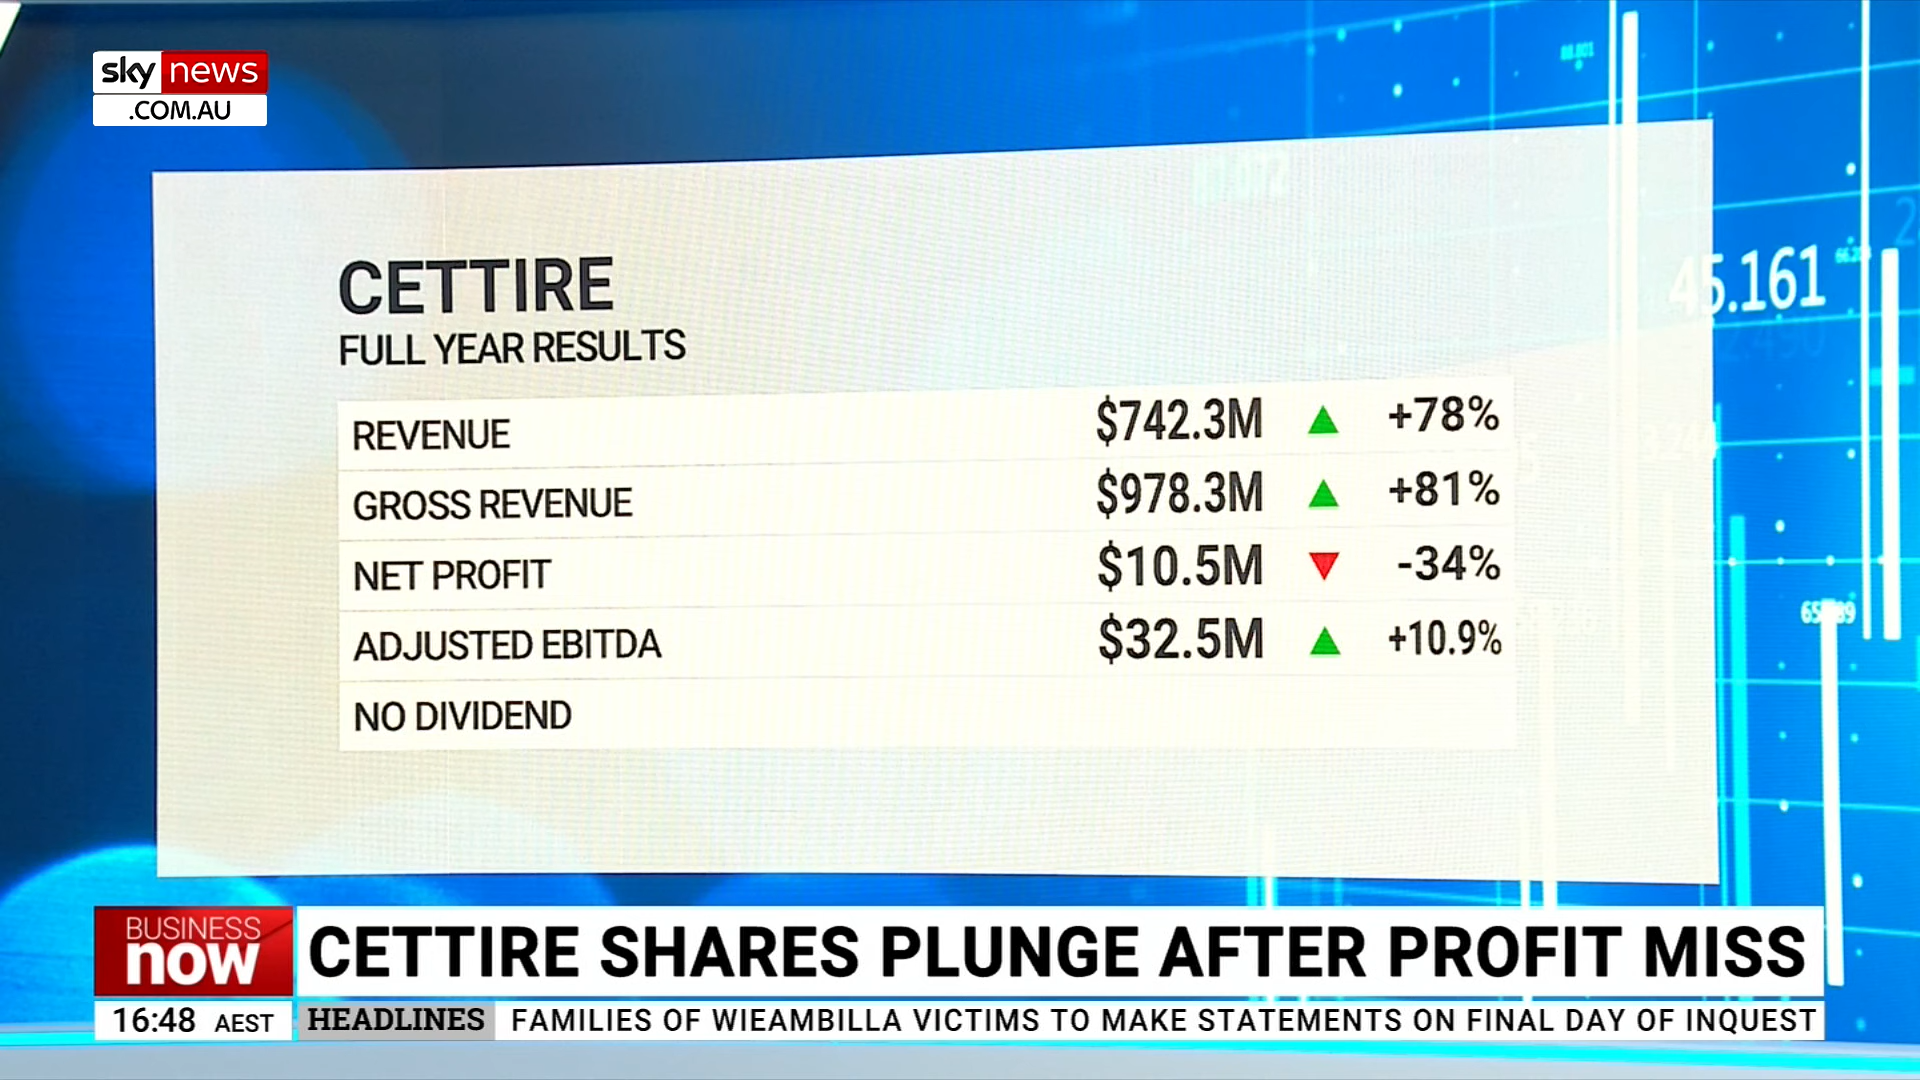 sky news
.COM.AU
CETTIRE
FULL YEAR RESULTS
REVENUE $742.3M ▲ +78%
GROSS REVENUE $978.3M ▲ +81%
NET PROFIT $10.5M ▼ -34%
ADJUSTED EBITDA $32.5M ▲ +10.9%
NO DIVIDEND
45.161
BUSINESS
now
CETTIRE SHARES PLUNGE AFTER PROFIT MISS
16:48 AEST
HEADLINES FAMILIES OF WIEAMBILLA VICTIMS TO MAKE STATEMENTS ON FINAL DAY OF INQUEST